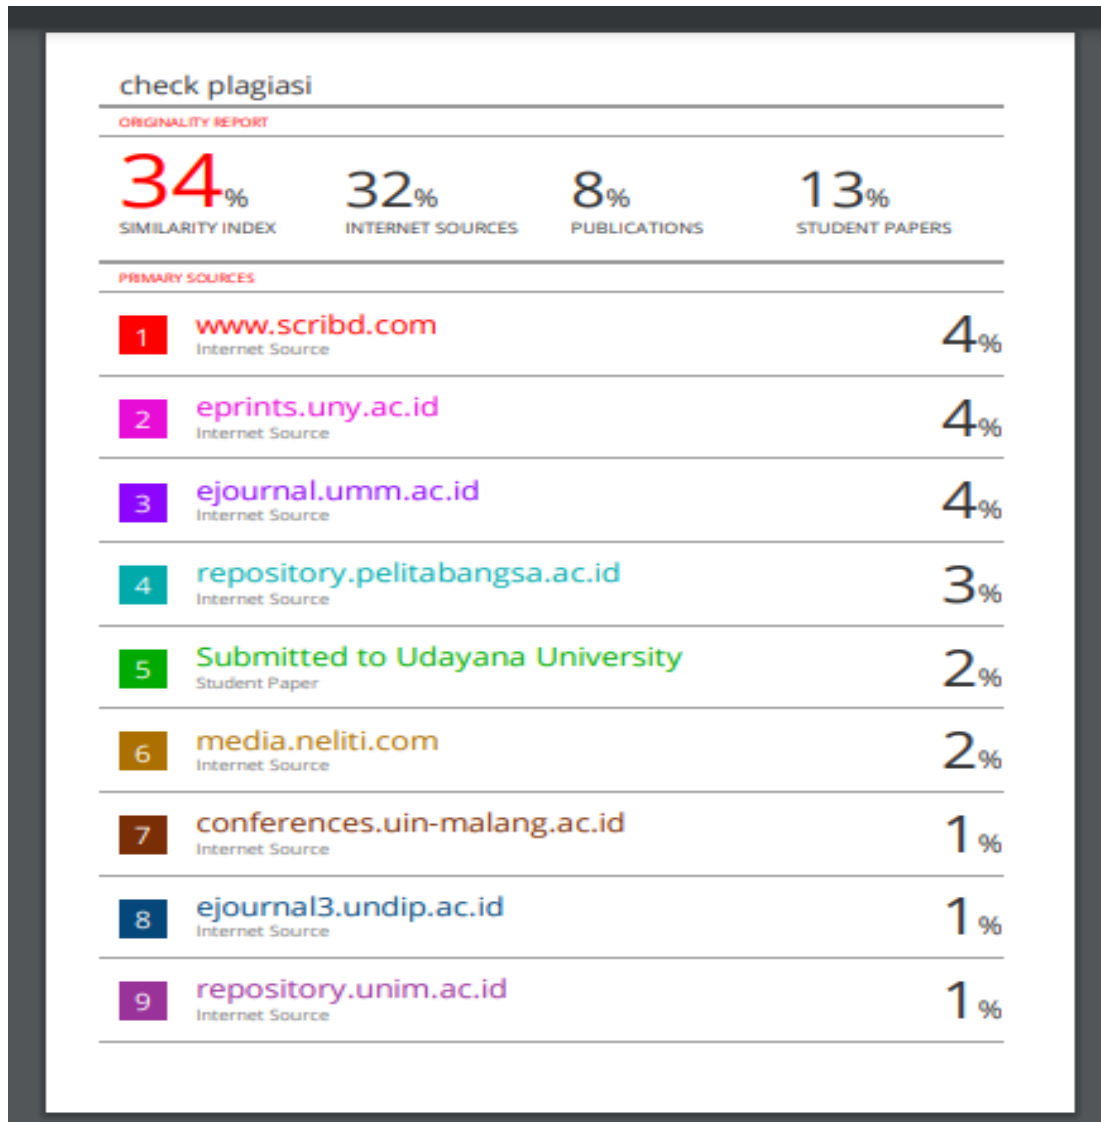 check plagiasi
ORIGINALITY REPORT
34% 32% 8% 13%
SIMILARITY INDEX INTERNET SOURCES PUBLICATIONS STUDENT PAPERS
PRIMARY SOURCES
1 www.scribd.com 4%
Internet Source
2 eprints.uny.ac.id 4%
Internet Source
3 ejournal.umm.ac.id 4%
Internet Source
4 repository.pelitabangsa.ac.id 3%
Internet Source
5 Submitted to Udayana University 2%
Student Paper
6 media.neliti.com 2%
Internet Source
7 conferences.uin-malang.ac.id 1%
Internet Source
8 ejournal3.undip.ac.id 1%
Internet Source
9 repository.unim.ac.id 1%
Internet Source